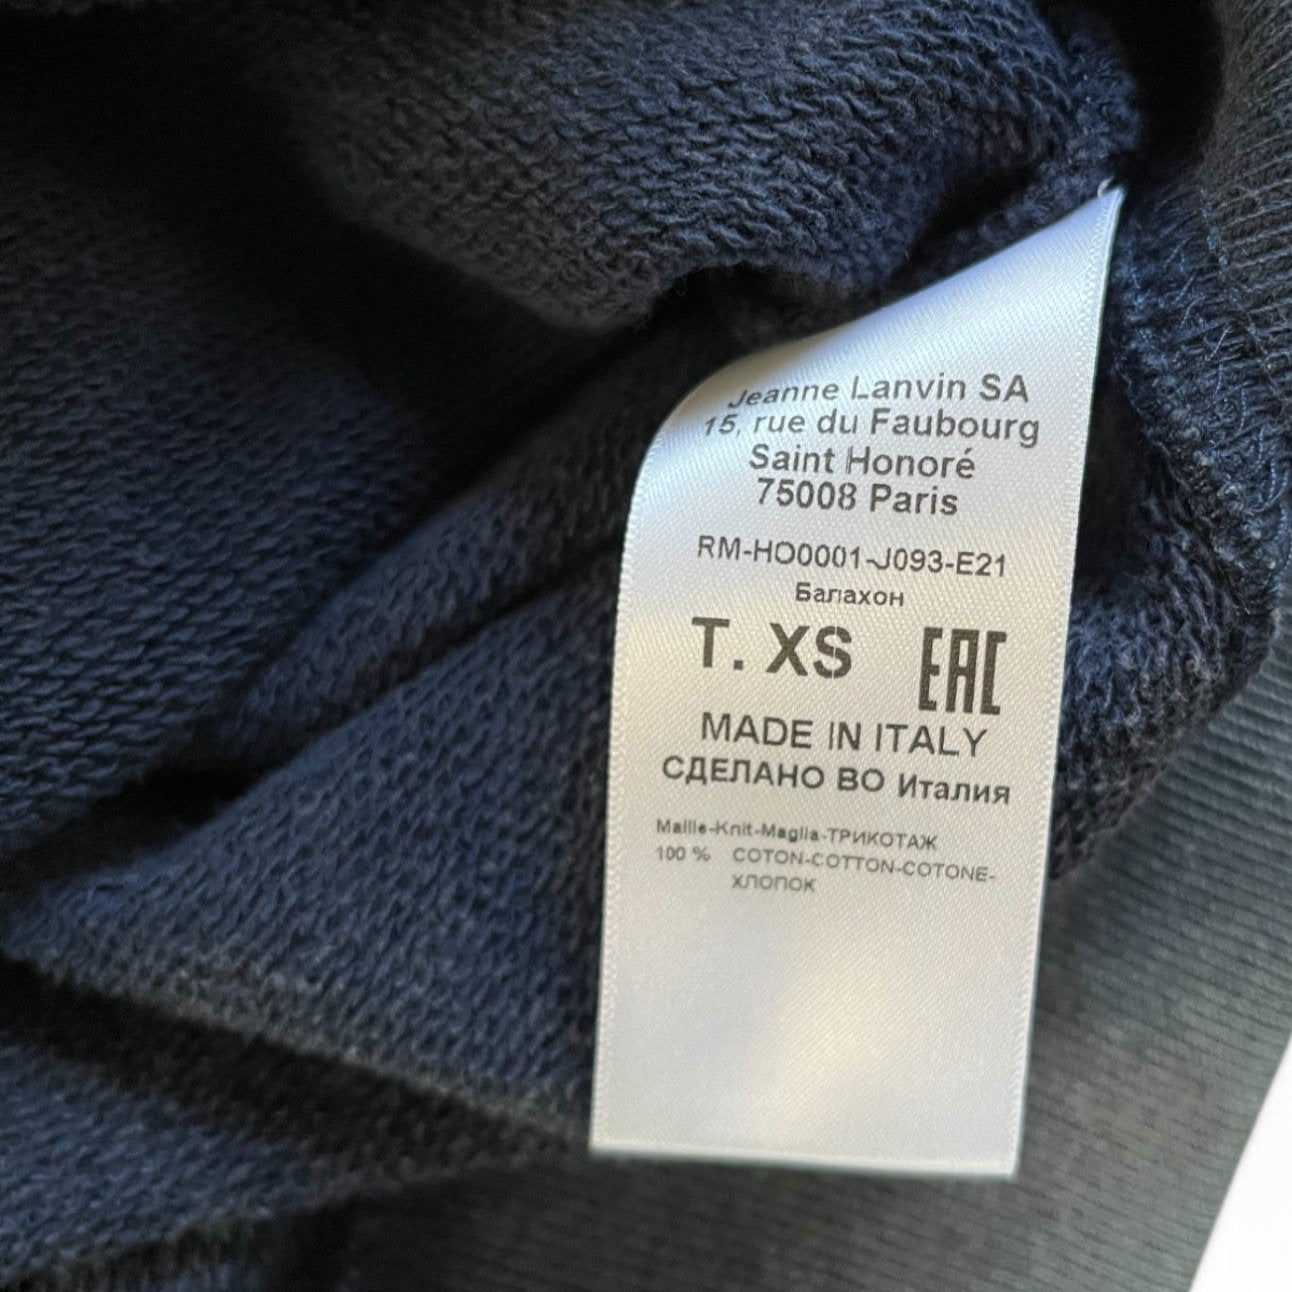 Jeanne Lanvin SA
15, rue du Faubourg
Saint Honoré
75008 Paris
RM-HO0001-J093-E21
Балахон
T. XS EAC
MADE IN ITALY
СДЕЛАНО ВО Италия
Maille-Knit-Maglia-ТРИКОТАЖ
100 % COTON-COTTON-COTONE-
ХЛОПОК